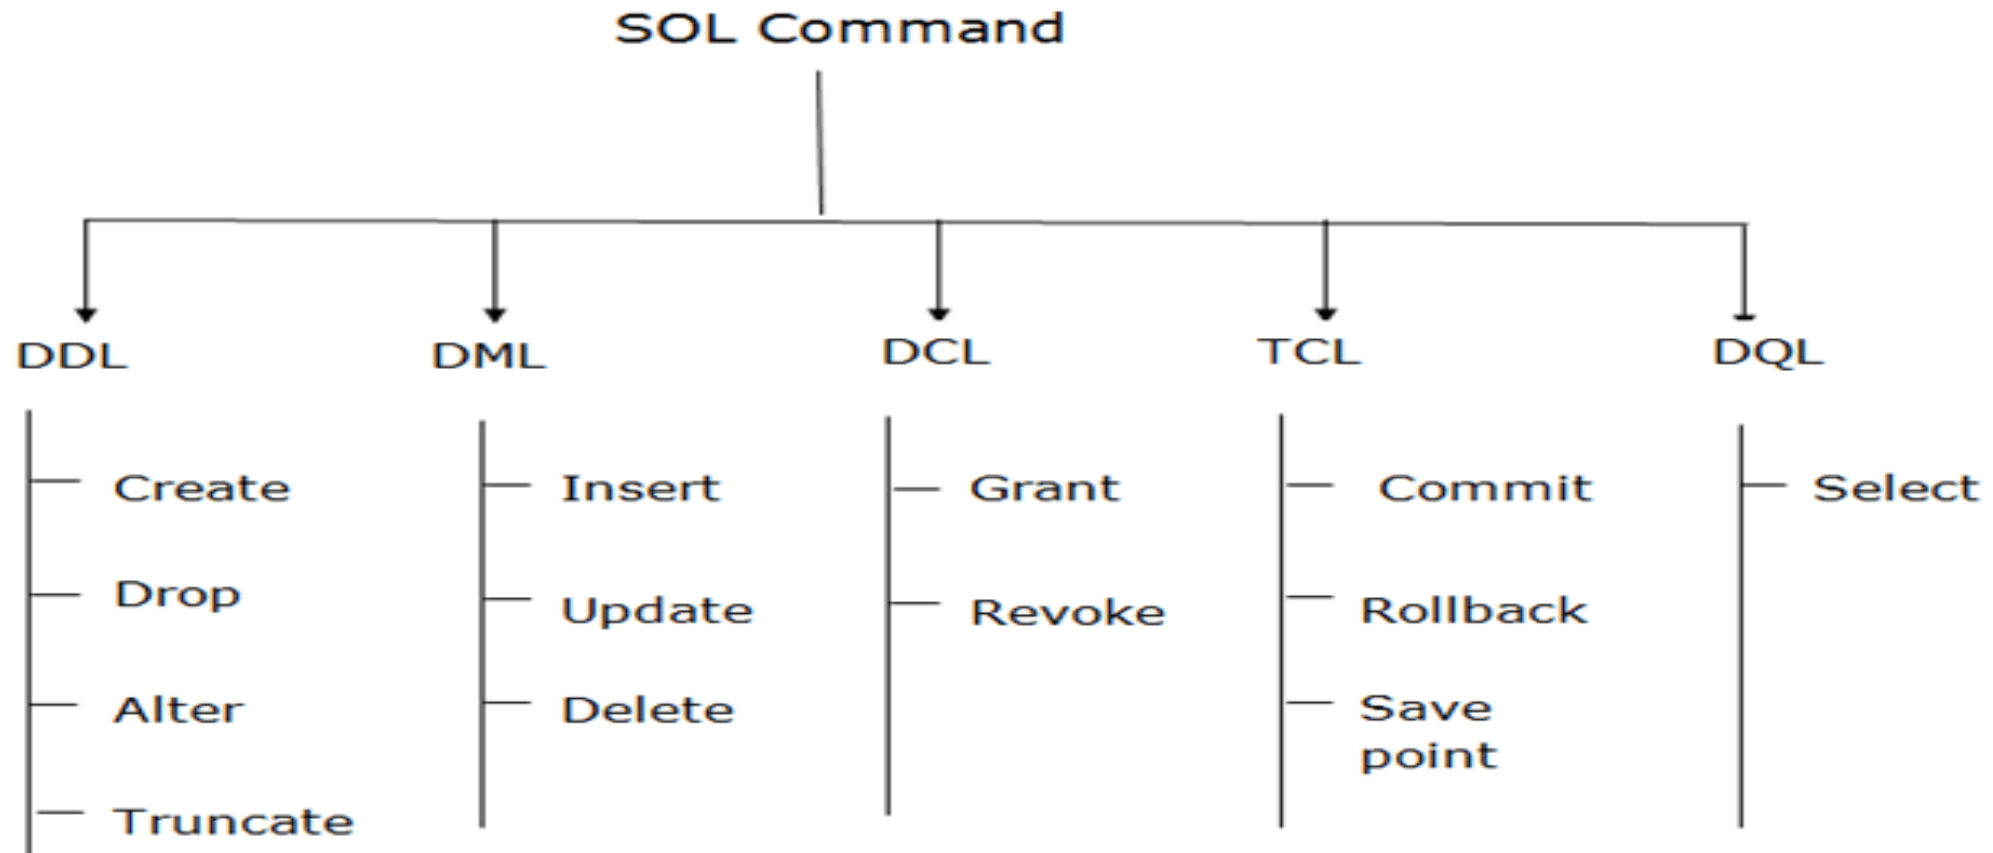 SOL Command
DDL
DML
DCL
TCL
DQL
Create
Drop
Alter
Truncate
Insert
Update
Delete
Grant
Revoke
Commit
Rollback
Save
point
Select